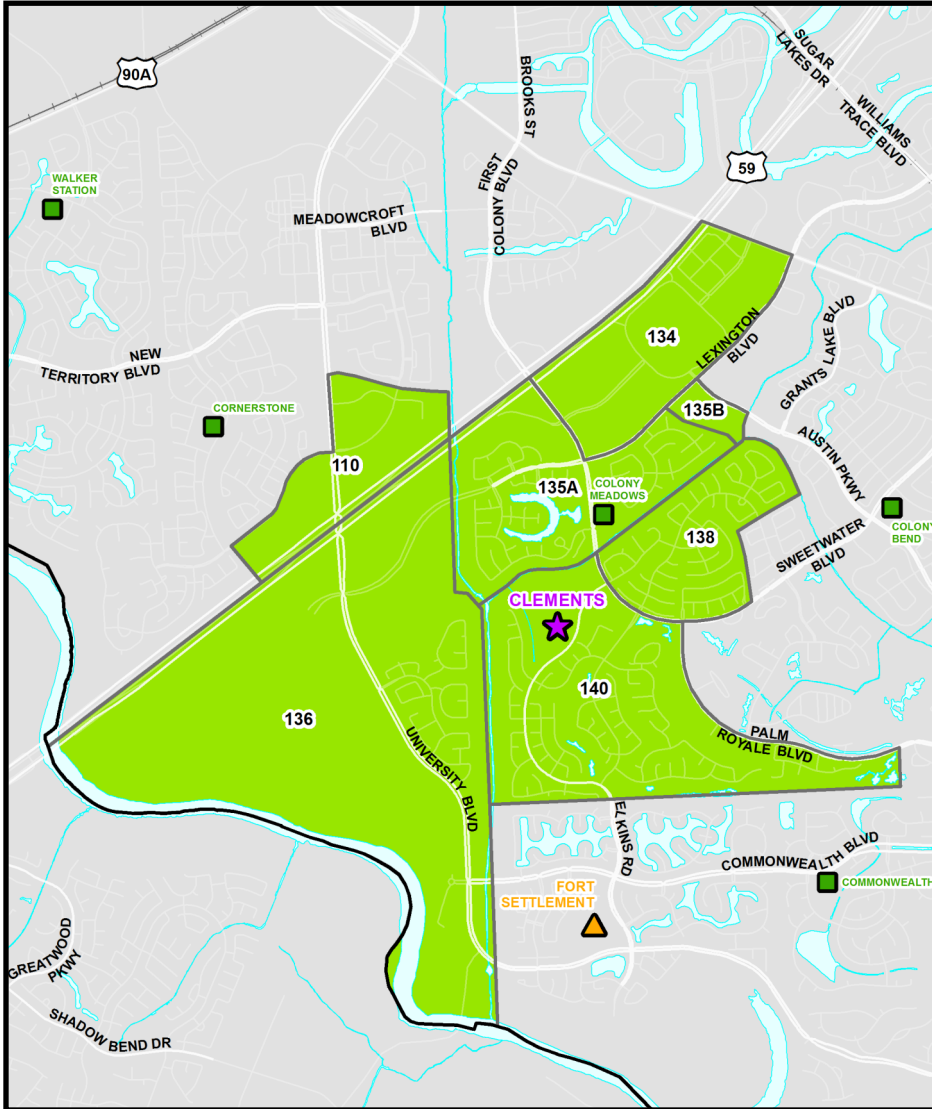 SUGAR
LAKES DR
90A
BROOKS ST
WILLIAMS
TRACE BLVD
59
WALKER
STATION
FIRST
COLONY BLVD
MEADOWCROFT
BLVD
134
LEXINGTON
BLVD
GRANTS LAKE BLVD
NEW
TERRITORY BLVD
CORNERSTONE
135B
AUSTIN PKWY
110
135A
COLONY
MEADOWS
138
COLONY
BEND
SWEETWATER
BLVD
CLEMENTS
140
136
PALM
ROYALE BLVD
UNIVERSITY BLVD
ELKINS RD
COMMONWEALTH BLVD
COMMONWEALTH
FORT
SETTLEMENT
GREATWOOD
PKWY
SHADOW BEND DR